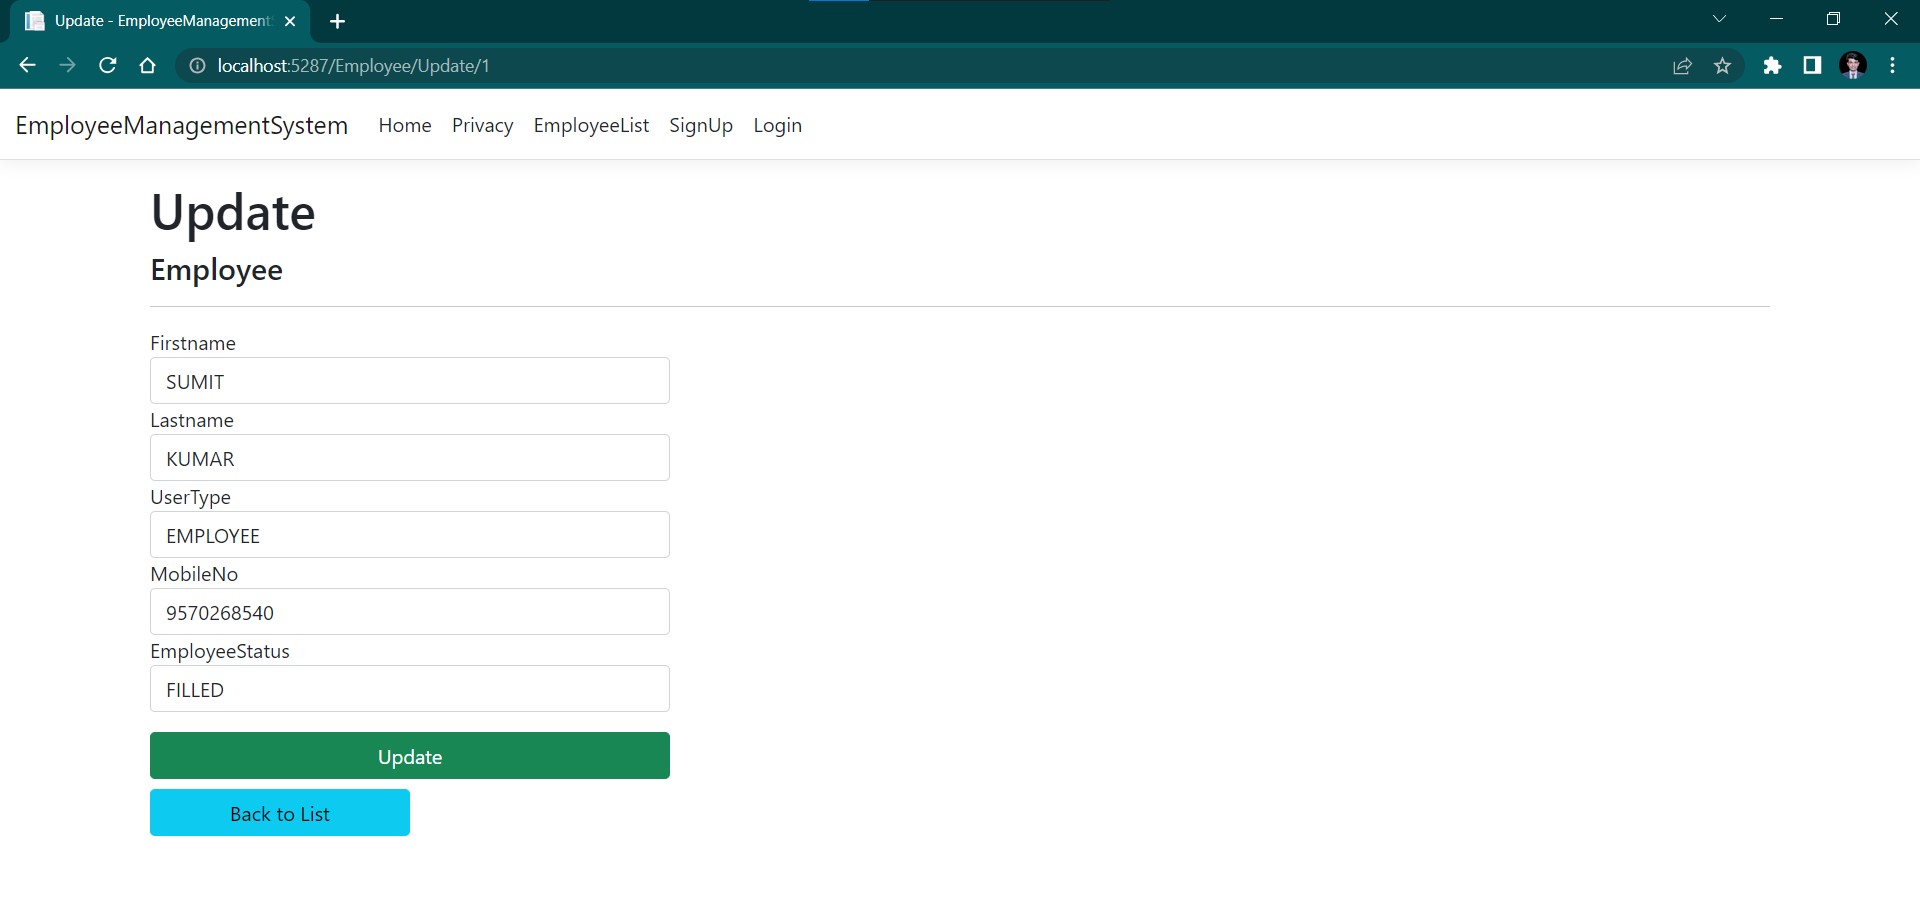 Update - EmployeeManagement
localhost:5287/Employee/Update/1
EmployeeManagementSystem Home Privacy EmployeeList SignUp Login
Update
Employee
Firstname
SUMIT
Lastname
KUMAR
UserType
EMPLOYEE
MobileNo
9570268540
EmployeeStatus
FILLED
Update
Back to List